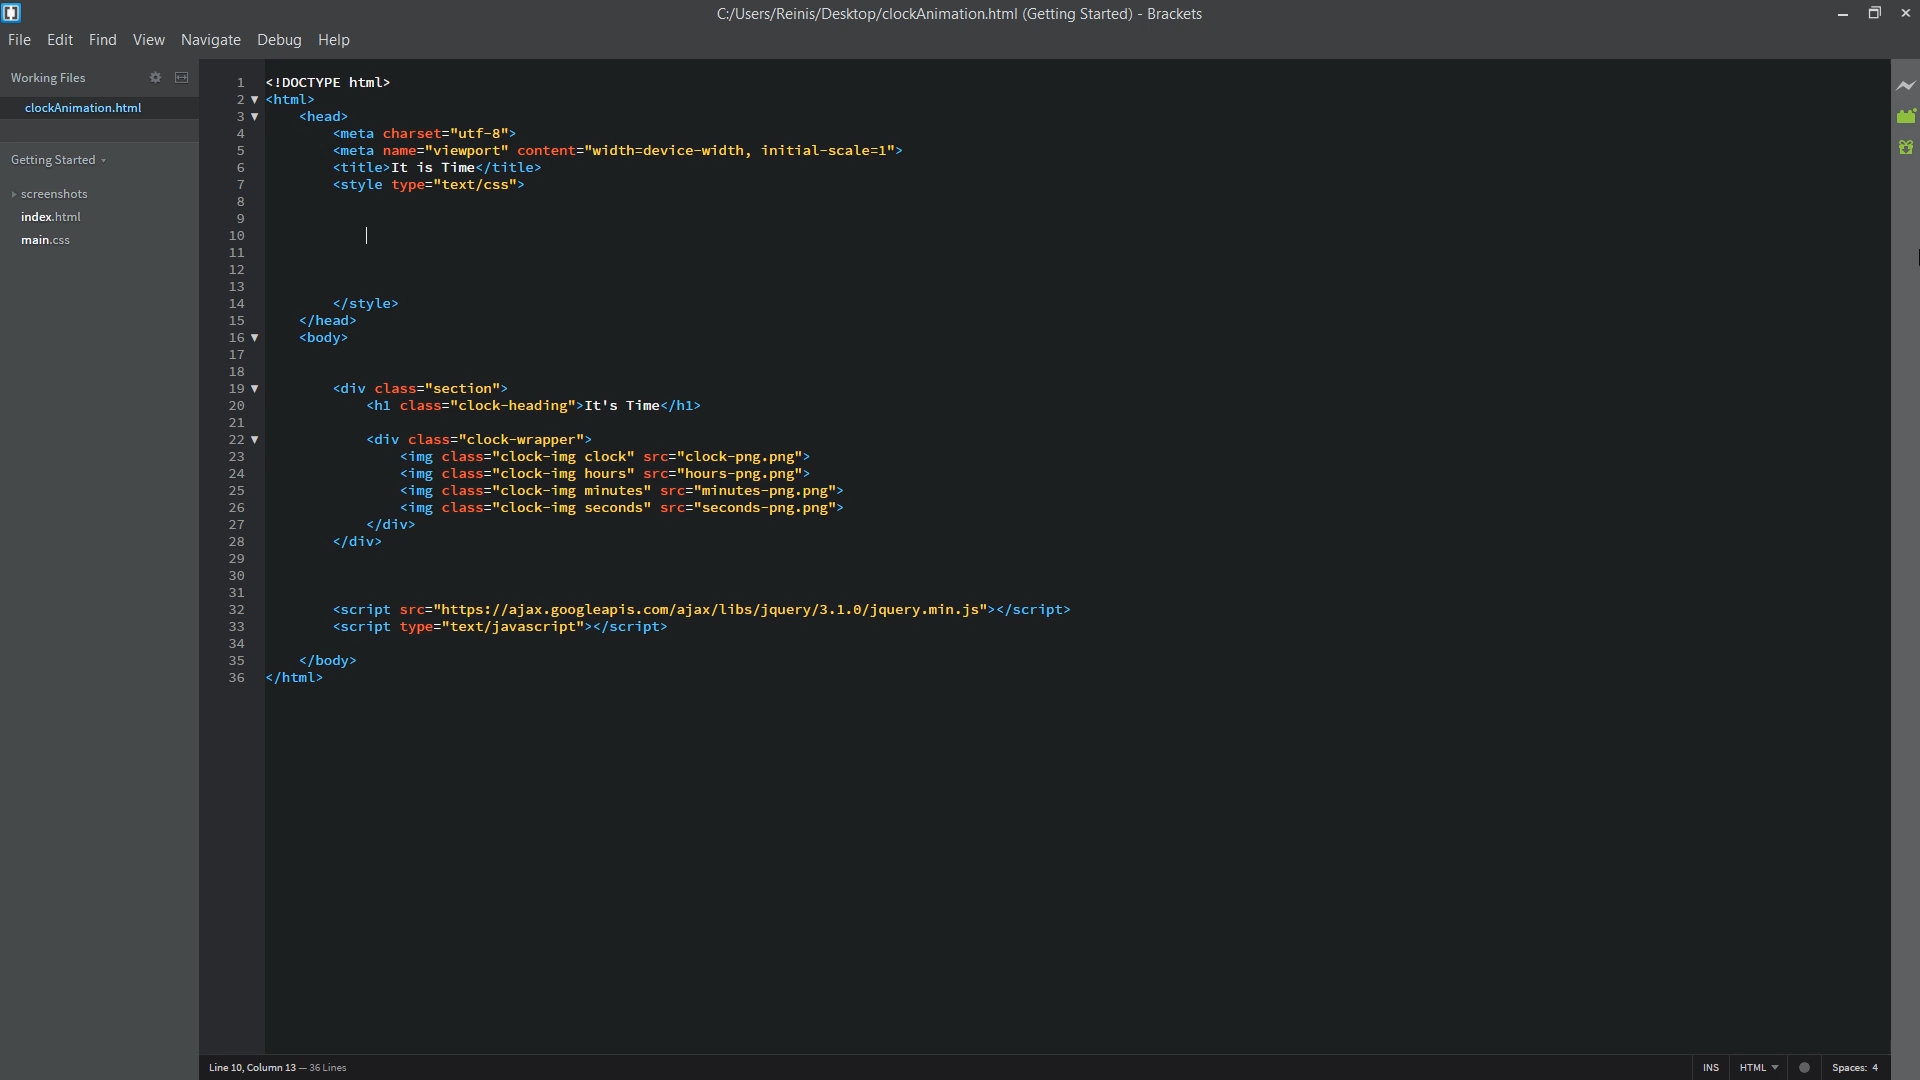 C:/Users/Reinis/Desktop/clockAnimation.html (Getting Started) - Brackets
File Edit Find View Navigate Debug Help
Working Files
clockAnimation.html
Getting Started
screenshots
index.html
main.css
1 <!DOCTYPE html>
2 <html>
3 <head>
4 <meta charset="utf-8">
5 <meta name="viewport" content="width=device-width, initial-scale=1">
6 <title>It is Time</title>
7 <style type="text/css">
8
9
10
11
12
13
14 </style>
15 </head>
16 <body>
17
18
19 <div class="section">
20 <h1 class="clock-heading">It's Time</h1>
21
22 <div class="clock-wrapper">
23 <img class="clock-img clock" src="clock-png.png">
24 <img class="clock-img hours" src="hours-png.png">
25 <img class="clock-img minutes" src="minutes-png.png">
26 <img class="clock-img seconds" src="seconds-png.png">
27 </div>
28 </div>
29
30
31
32 <script src="https://ajax.googleapis.com/ajax/libs/jquery/3.1.0/jquery.min.js"></script>
33 <script type="text/javascript"></script>
34
35 </body>
36 </html>
Line 10, Column 13 — 36 Lines
INS HTML Spaces: 4